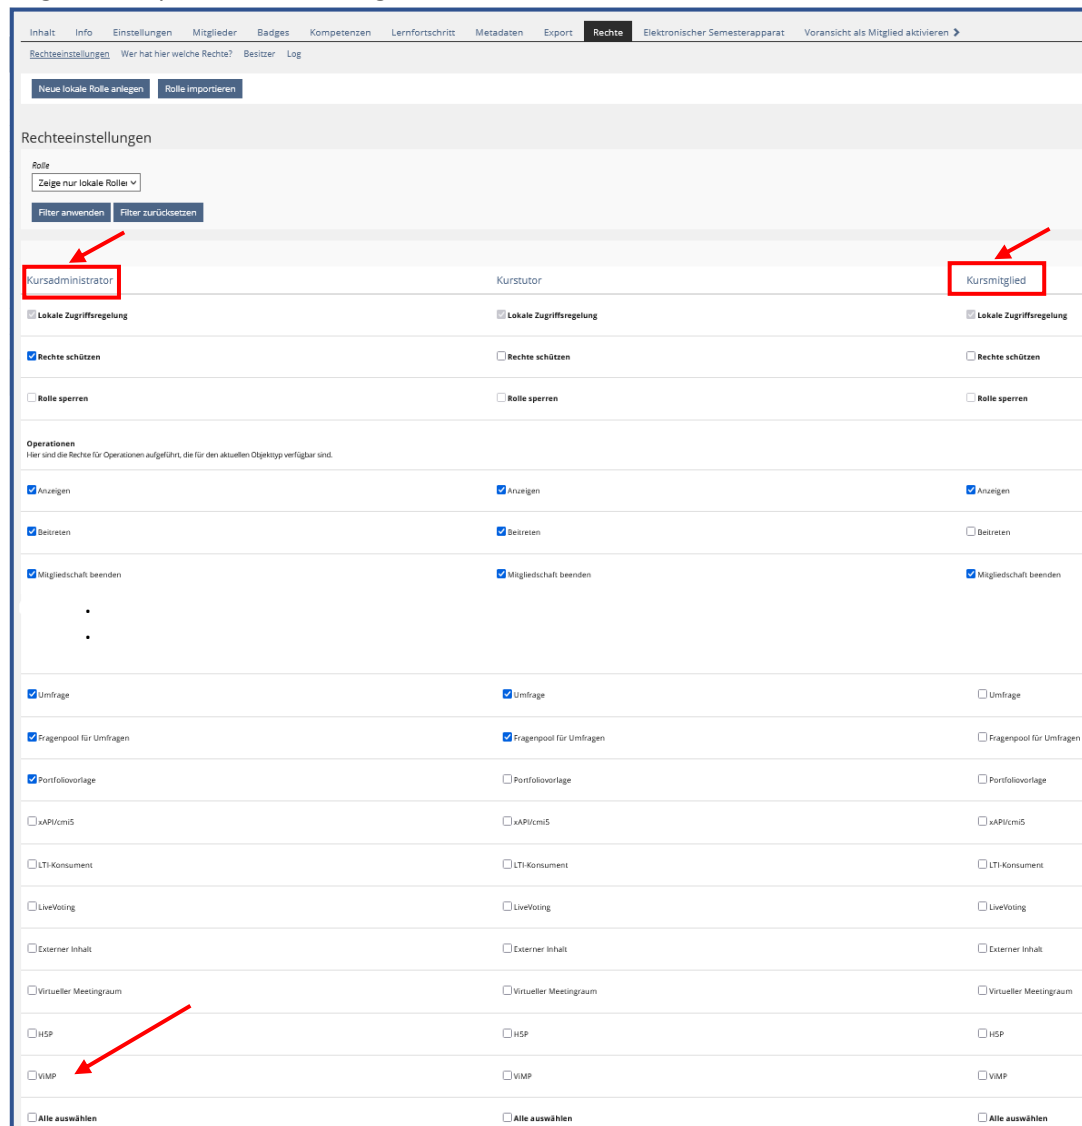 Inhalt Info Einstellungen Mitglieder Badges Kompetenzen Lernfortschritt Metadaten Export Rechte Elektronischer Semesterapparat Voransicht als Mitglied aktivieren
Rechteeinstellungen Wer hat hier welche Rechte? Besitzer Log
Neue lokale Rolle anlegen Rolle importieren
Rechteeinstellungen
Rolle
Zeige nur lokale Rollen
Filter anwenden Filter zurücksetzen
Kursadministrator Kurstutor Kursmitglied
Lokale Zugriffsregelung Lokale Zugriffsregelung Lokale Zugriffsregelung
Rechte schützen Rechte schützen Rechte schützen
Rolle sperren Rolle sperren Rolle sperren
Operationen
Hier sind die Rechte für Operationen aufgeführt, die für den aktuellen Objekttyp verfügbar sind.
Anzeigen Anzeigen Anzeigen
Beitreten Beitreten Beitreten
Mitgliedschaft beenden Mitgliedschaft beenden Mitgliedschaft beenden
Umfrage Umfrage Umfrage
Fragenpool für Umfragen Fragenpool für Umfragen Fragenpool für Umfragen
Portfoliovorlage Portfoliovorlage Portfoliovorlage
xAPI/cmi5 xAPI/cmi5 xAPI/cmi5
LTI-Konsument LTI-Konsument LTI-Konsument
LiveVoting LiveVoting LiveVoting
Externer Inhalt Externer Inhalt Externer Inhalt
Virtueller Meetingraum Virtueller Meetingraum Virtueller Meetingraum
H5P H5P H5P
ViMP ViMP ViMP
Alle auswählen Alle auswählen Alle auswählen